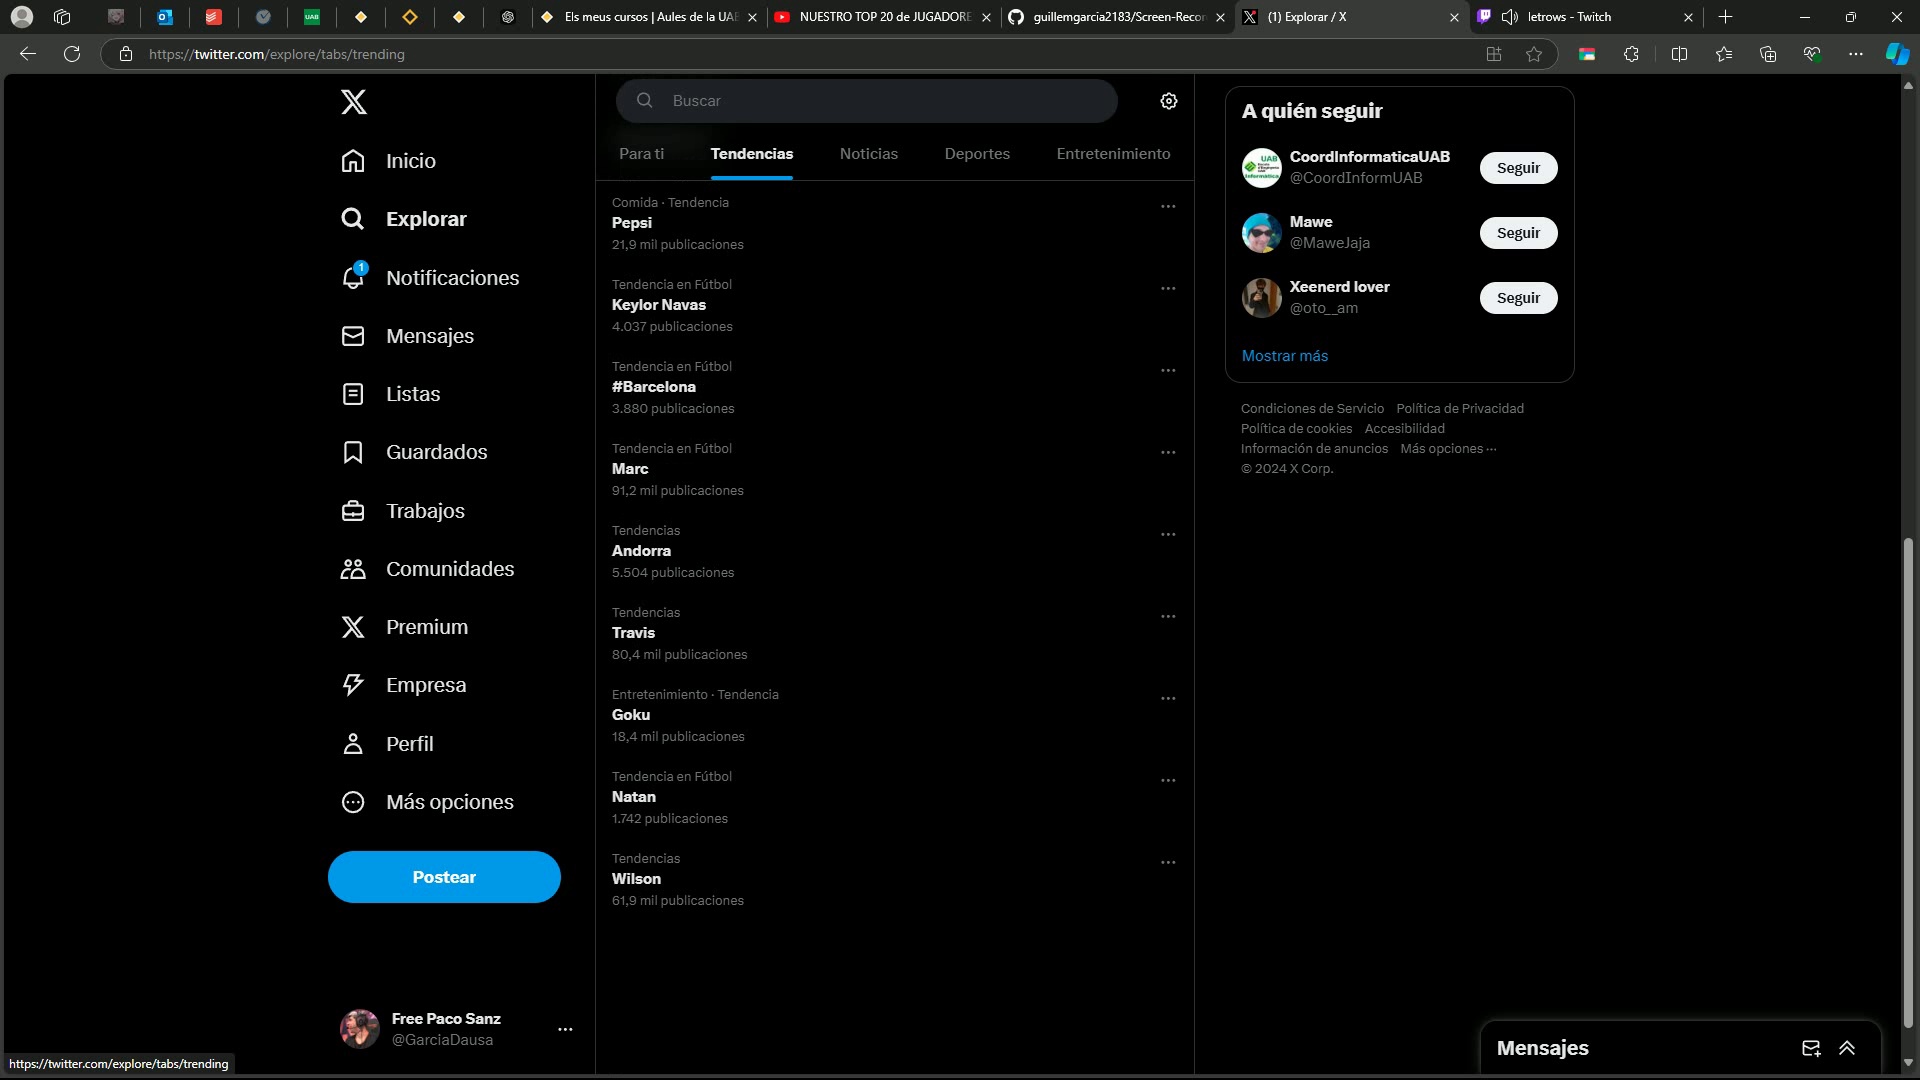 Els meus cursos | Aules de la UAB
NUESTRO TOP 20 de JUGADORE
guillemgarcia2183/Screen-Recor
(1) Explorar / X
letrows - Twitch
https://twitter.com/explore/tabs/trending
Inicio
Explorar
1
Notificaciones
Mensajes
Listas
Guardados
Trabajos
Comunidades
Premium
Empresa
Perfil
Más opciones
Postear
Free Paco Sanz
@GarciaDausa
https://twitter.com/explore/tabs/trending
Buscar
Para ti
Tendencias
Noticias
Deportes
Entretenimiento
Comida · Tendencia
Pepsi
21,9 mil publicaciones
Tendencia en Fútbol
Keylor Navas
4.037 publicaciones
Tendencia en Fútbol
#Barcelona
3.880 publicaciones
Tendencia en Fútbol
Marc
91,2 mil publicaciones
Tendencias
Andorra
5.504 publicaciones
Tendencias
Travis
80,4 mil publicaciones
Entretenimiento · Tendencia
Goku
18,4 mil publicaciones
Tendencia en Fútbol
Natan
1.742 publicaciones
Tendencias
Wilson
61,9 mil publicaciones
A quién seguir
CoordInformaticaUAB
@CoordInformUAB
Seguir
Mawe
@MaweJaja
Seguir
Xeenerd lover
@oto__am
Seguir
Mostrar más
Condiciones de Servicio Política de Privacidad
Política de cookies Accesibilidad
Información de anuncios Más opciones ···
© 2024 X Corp.
Mensajes